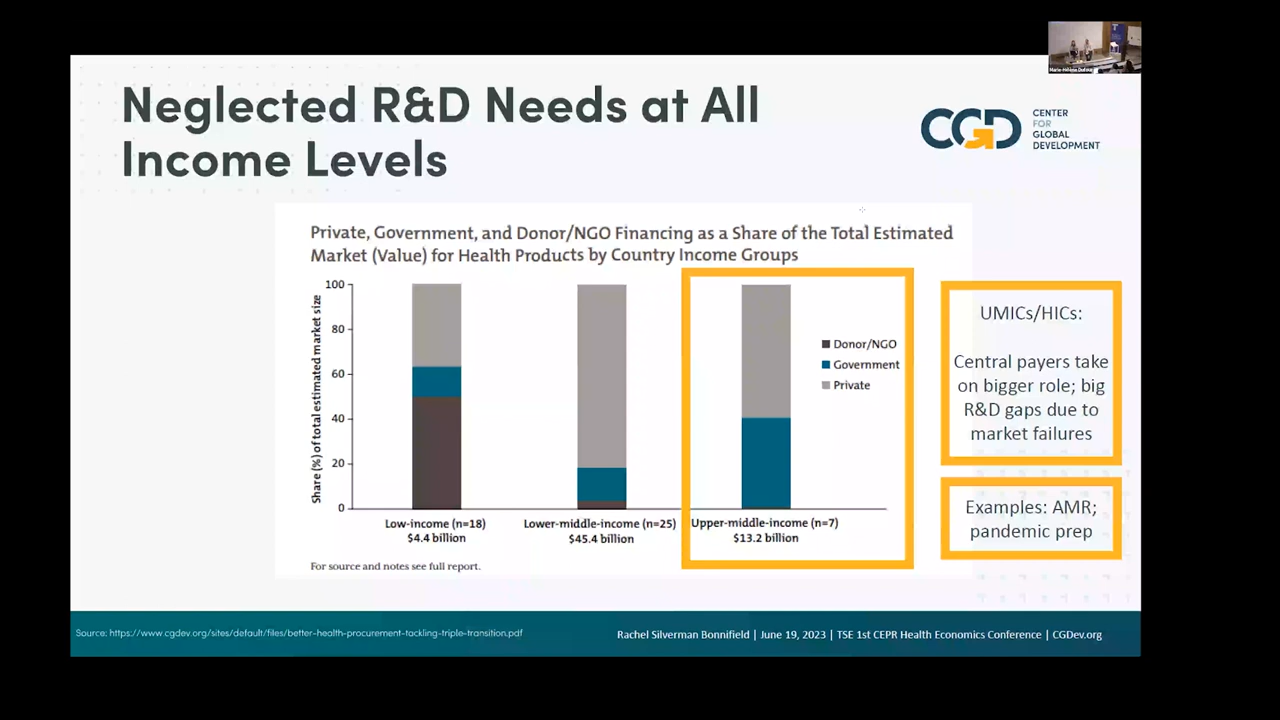 Neglected R&D Needs at All
Income Levels
CGD
CENTER
FOR
GLOBAL
DEVELOPMENT
Private, Government, and Donor/NGO Financing as a Share of the Total Estimated
Market (Value) for Health Products by Country Income Groups
Share (%) of total estimated market size
100
80
60
40
20
0
Donor/NGO
Government
Private
Low-income (n=18)
$4.4 billion
Lower-middle-income (n=25)
$45.4 billion
Upper-middle-income (n=7)
$13.2 billion
For source and notes see full report.
UMICs/HICs:
Central payers take
on bigger role; big
R&D gaps due to
market failures
Examples: AMR;
pandemic prep
Source: https://www.cgdev.org/sites/default/files/better-health-procurement-tackling-triple-transition.pdf
Rachel Silverman Bonnifield | June 19, 2023 | TSE 1st CEPR Health Economics Conference | CGDev.org